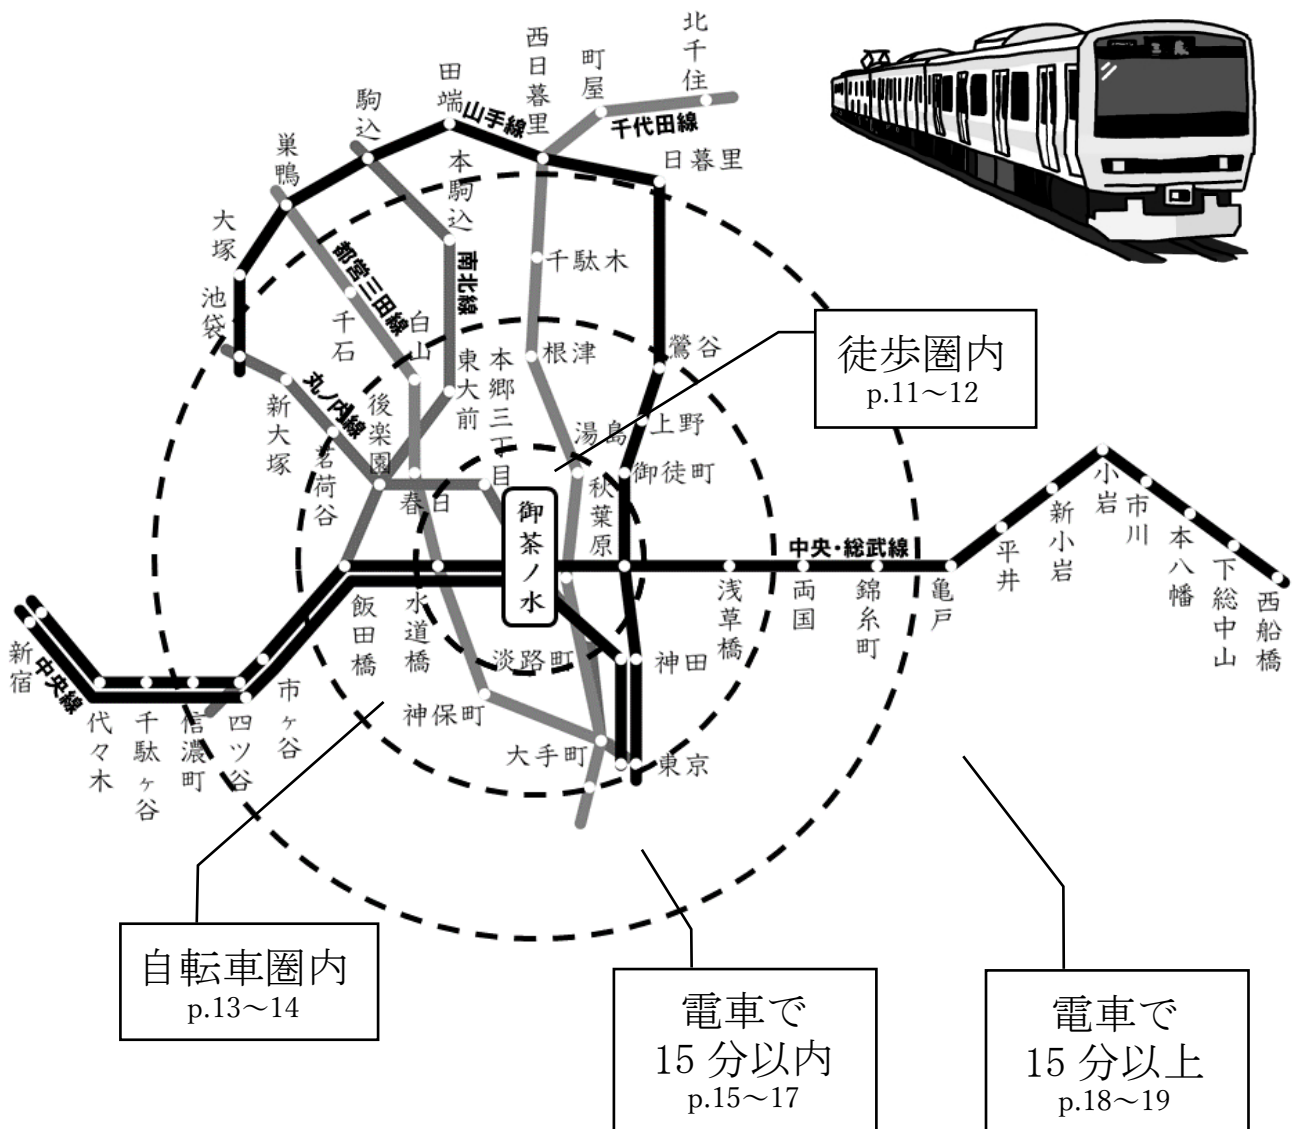 北千住
町屋
西日暮里
千代田線
田端
山手線
駒込
日暮里
巣鴨
本駒込
大塚
都営三田線
南北線
千駄木
池袋
千石
白山
丸ノ内線
東大前
本郷三丁目
根津
鶯谷
徒歩圏内
p.11～12
新大塚
茗荷谷
後楽園
湯島
上野
春日
御徒町
秋葉原
御茶ノ水
中央・総武線
小岩
市川
新小岩
本八幡
平井
下総中山
西船橋
飯田橋
水道橋
浅草橋
両国
錦糸町
亀戸
新宿
中央線
淡路町
神田
代々木
千駄ヶ谷
信濃町
四ツ谷
市ヶ谷
神保町
大手町
東京
自転車圏内
p.13～14
電車で
15 分以内
p.15～17
電車で
15 分以上
p.18～19